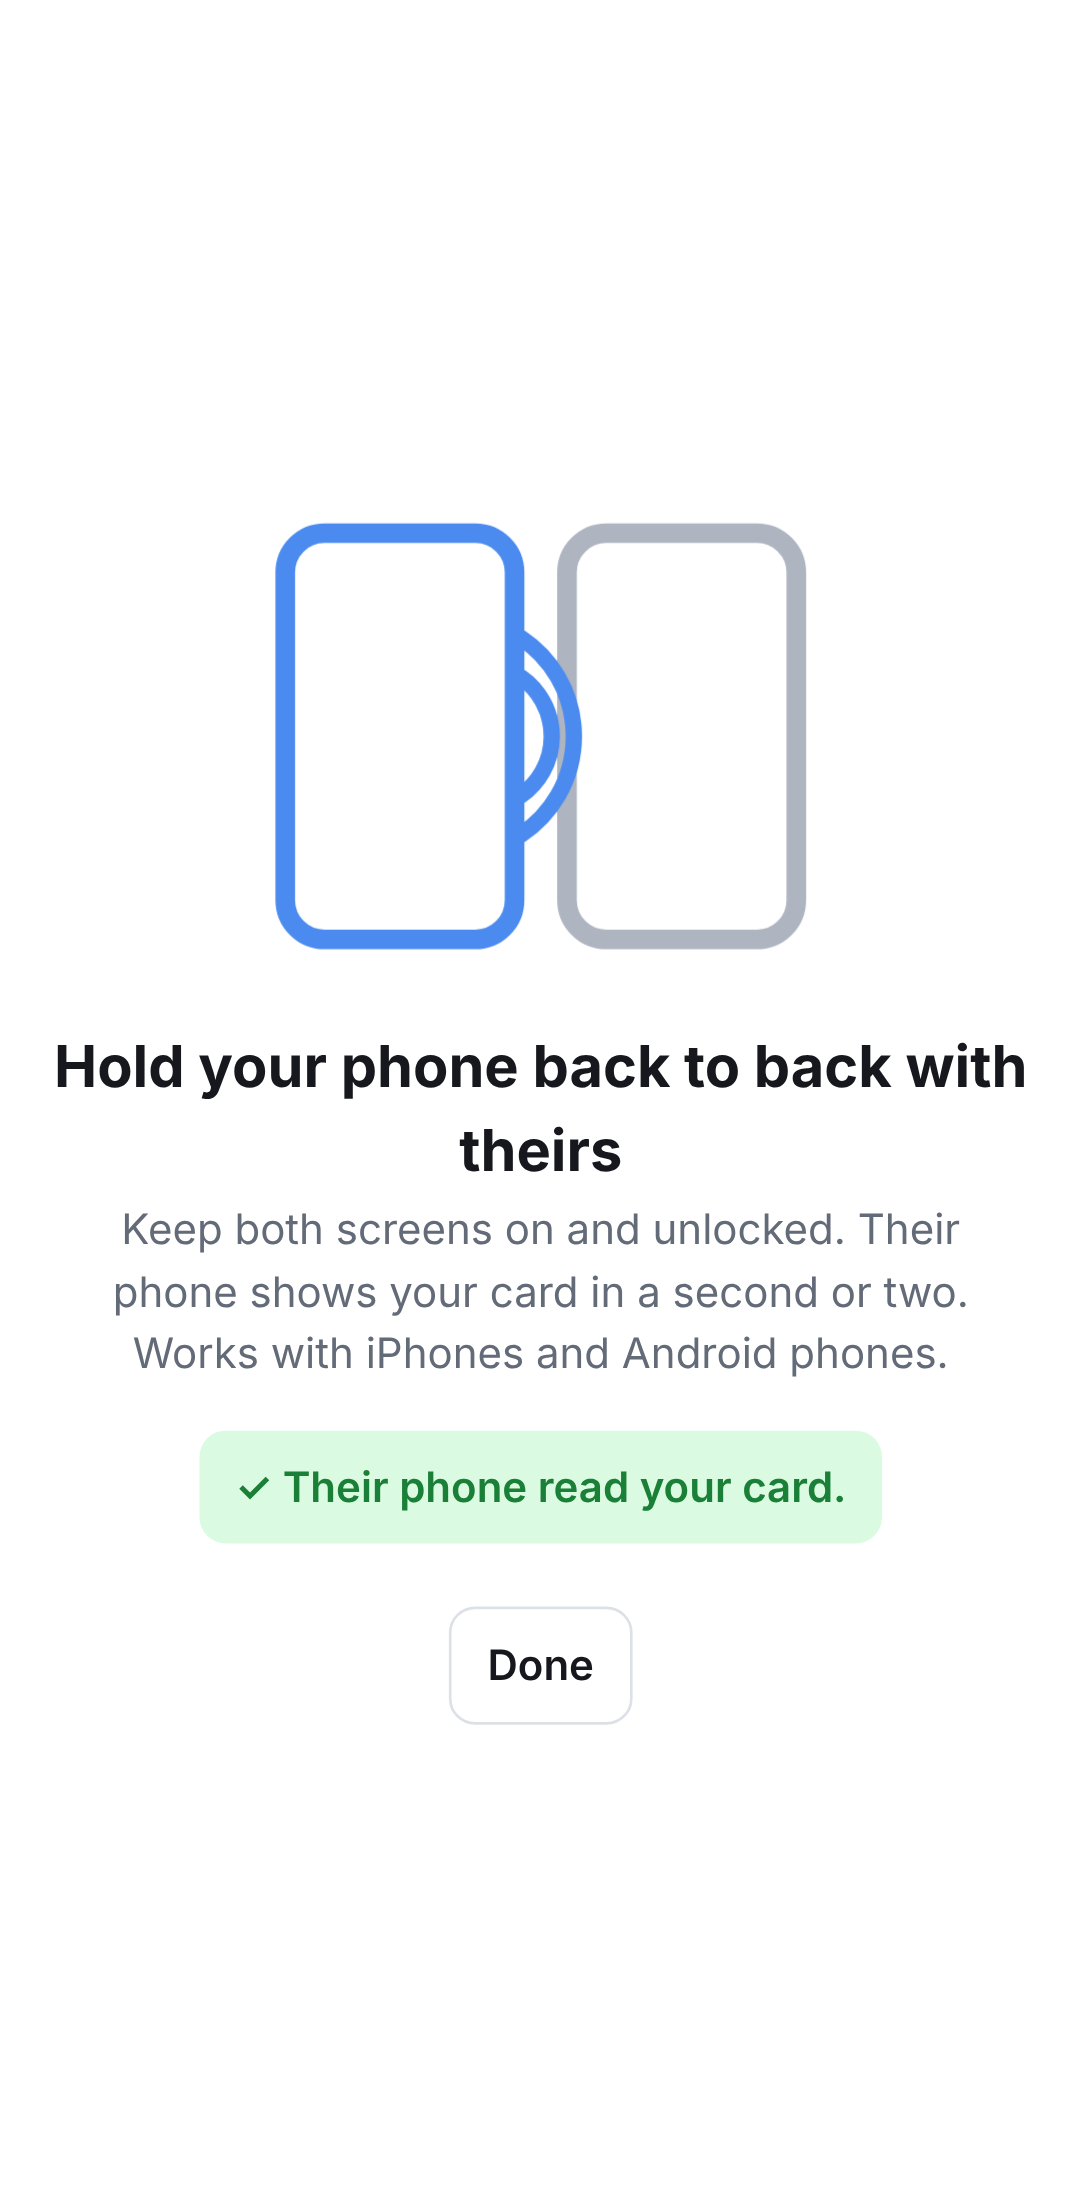 Hold your phone back to back with
theirs
Keep both screens on and unlocked. Their
phone shows your card in a second or two.
Works with iPhones and Android phones.
✓ Their phone read your card.
Done